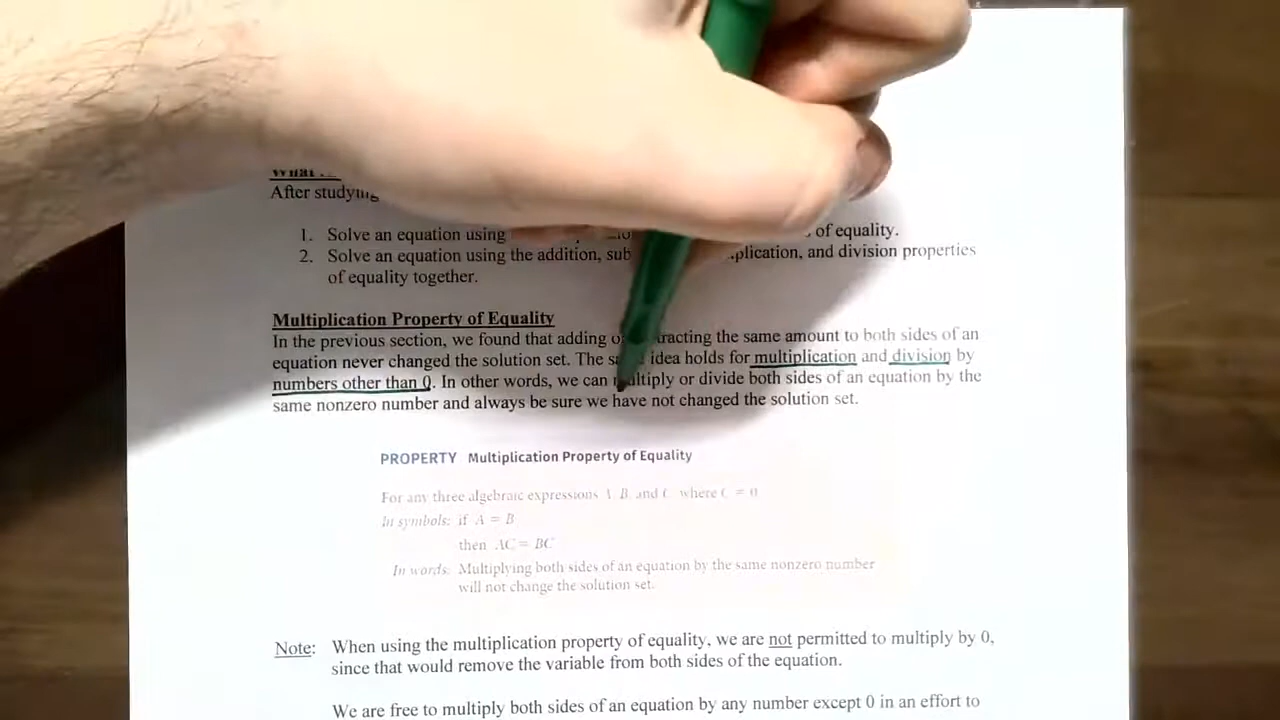 After studying
1. Solve an equation using of equality.
2. Solve an equation using the addition, and division properties
of equality together.
Multiplication Property of Equality
In the previous section, we found that adding the same amount to both sides of an
equation never changed the solution set. The idea holds for multiplication and division by
numbers other than 0. In other words, we can multiply or divide both sides of an equation by the
same nonzero number and always be sure we have not changed the solution set.
PROPERTY Multiplication Property of Equality
For any three algebraic expressions A B and C where C = 0
In symbols: if A = B
then AC = BC
In words: Multiplying both sides of an equation by the same nonzero number
will not change the solution set.
Note: When using the multiplication property of equality, we are not permitted to multiply by 0,
since that would remove the variable from both sides of the equation.
We are free to multiply both sides of an equation by any number except 0 in an effort to